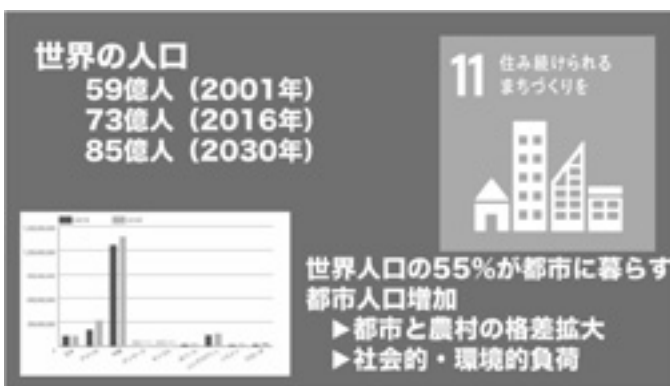 世界の人口
59億人（2001年）
73億人（2016年）
85億人（2030年）
11 住み続けられる
まちづくりを
世界人口の55%が都市に暮らす
都市人口増加
▶都市と農村の格差拡大
▶社会的・環境的負荷